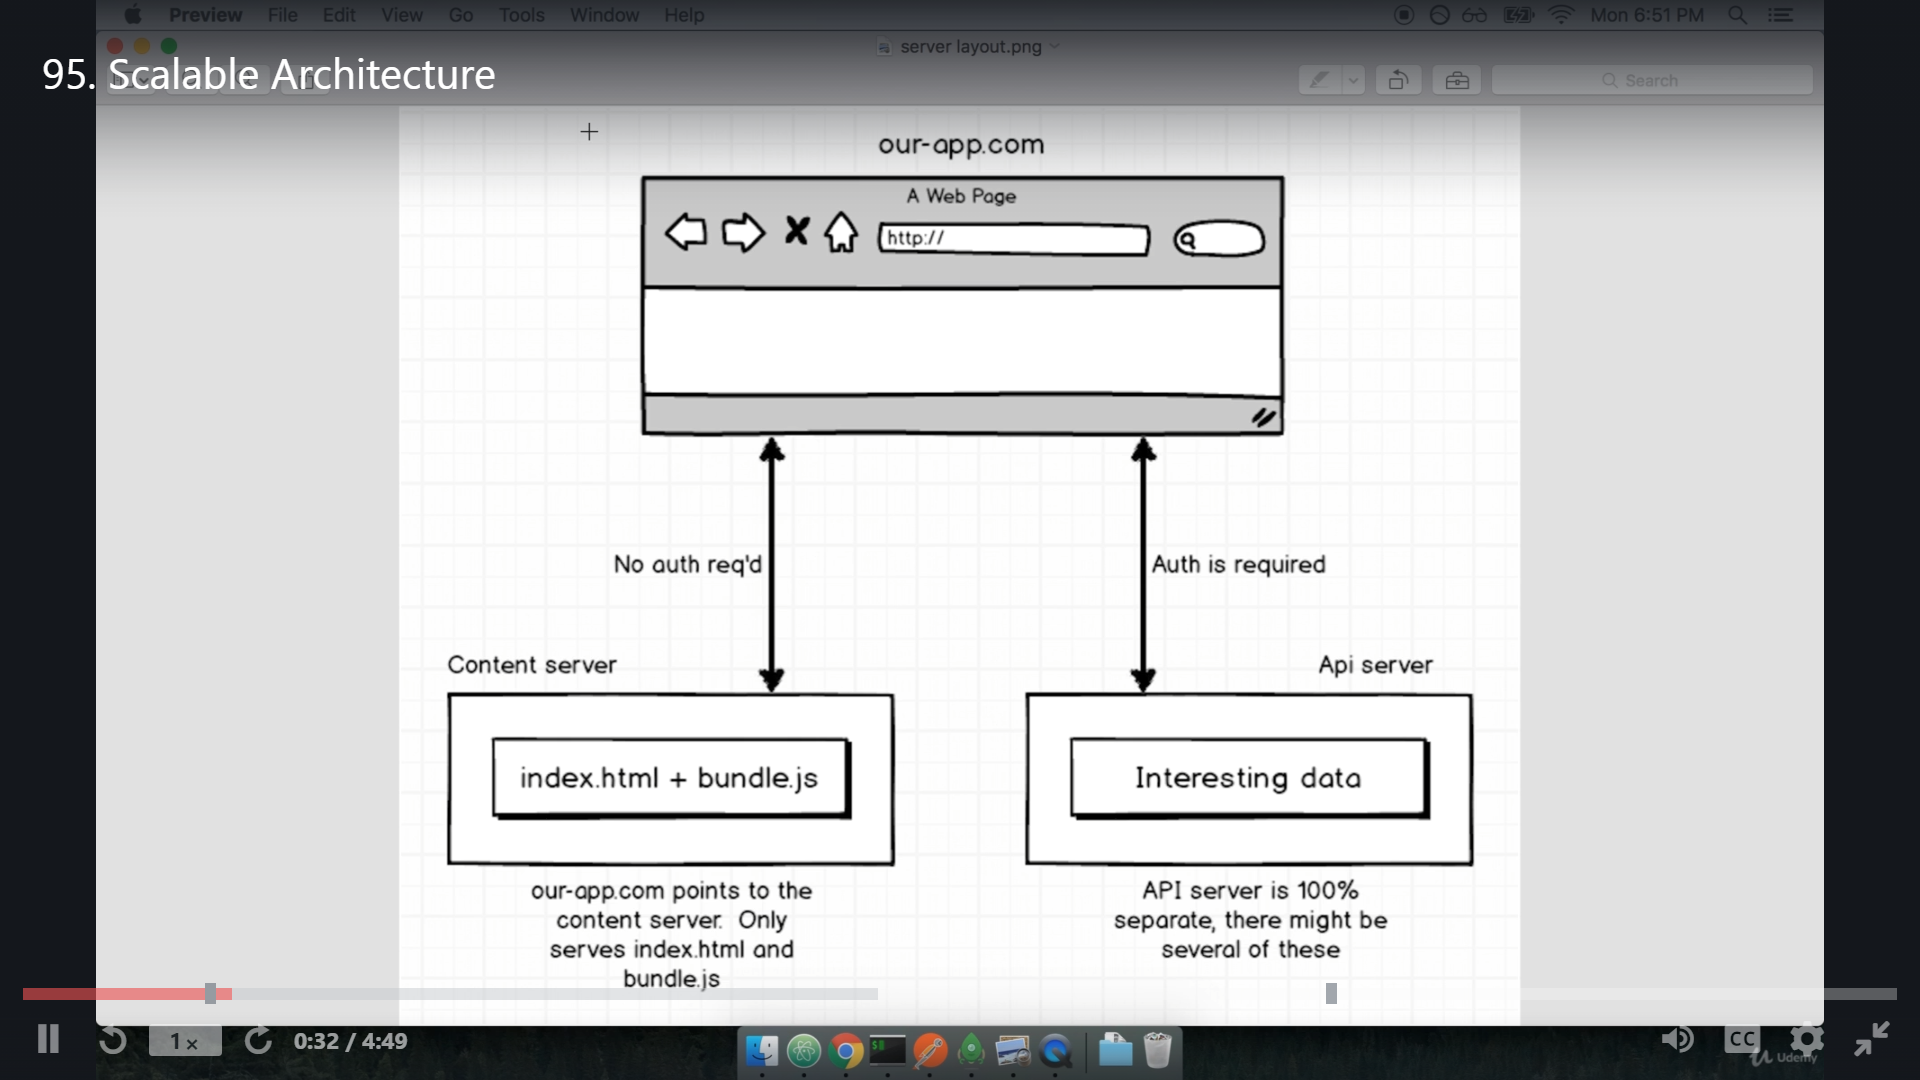 Preview File Edit View Go Tools Window Help Mon 6:51 PM
server layout.png
95. Scalable Architecture
Search
our-app.com
A Web Page
http://
No auth req'd
Auth is required
Content server
Api server
index.html + bundle.js
Interesting data
our-app.com points to the
content server. Only
serves index.html and
bundle.js
API server is 100%
separate, there might be
several of these
1 x
0:32 / 4:49
$
CC
Udemy